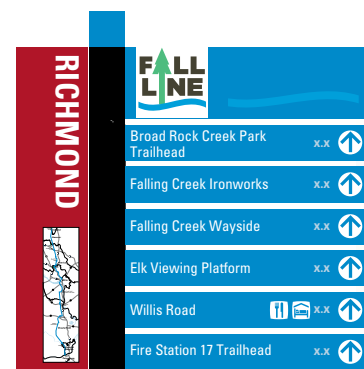 RICHMOND
FALL
LINE
Broad Rock Creek Park
Trailhead
x.x
Falling Creek Ironworks
x.x
Falling Creek Wayside
x.x
Elk Viewing Platform
x.x
Willis Road
x.x
Fire Station 17 Trailhead
x.x